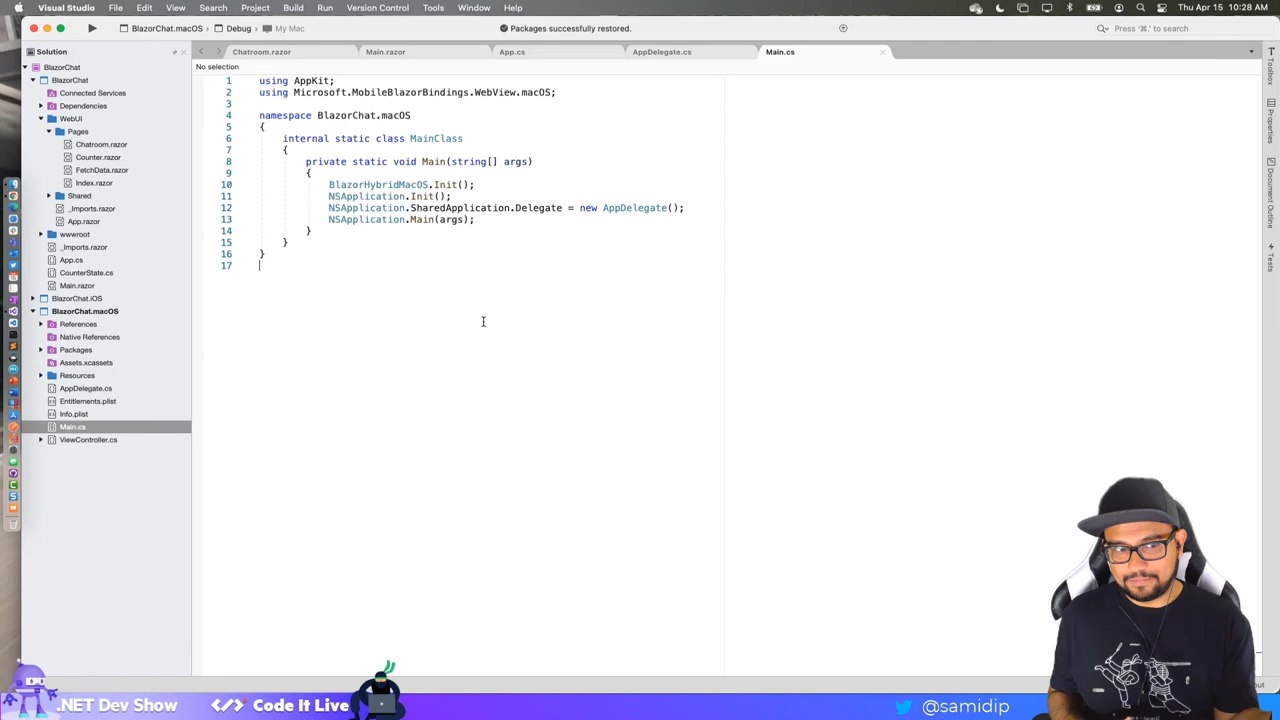 Visual Studio File Edit View Search Project Build Run Version Control Tools Window Help Thu Apr 15 10:28 AM
BlazorChat.macOS › Debug › My Mac
Packages successfully restored.
Press '⌘.' to search
Solution
Chatroom.razor
Main.razor
App.cs
AppDelegate.cs
Main.cs
No selection
BlazorChat
BlazorChat
Connected Services
Dependencies
WebUI
Pages
Chatroom.razor
Counter.razor
FetchData.razor
Index.razor
Shared
_Imports.razor
App.razor
wwwroot
_Imports.razor
App.cs
CounterState.cs
Main.razor
BlazorChat.iOS
BlazorChat.macOS
References
Native References
Packages
Assets.xcassets
Resources
AppDelegate.cs
Entitlements.plist
Info.plist
Main.cs
ViewController.cs
1 using AppKit;
2 using Microsoft.MobileBlazorBindings.WebView.macOS;
3
4 namespace BlazorChat.macOS
5 {
6 internal static class MainClass
7 {
8 private static void Main(string[] args)
9 {
10 BlazorHybridMacOS.Init();
11 NSApplication.Init();
12 NSApplication.SharedApplication.Delegate = new AppDelegate();
13 NSApplication.Main(args);
14 }
15 }
16 }
17
Toolbox
Properties
Document Outline
Tests
.NET Dev Show
Code It Live
@samidip